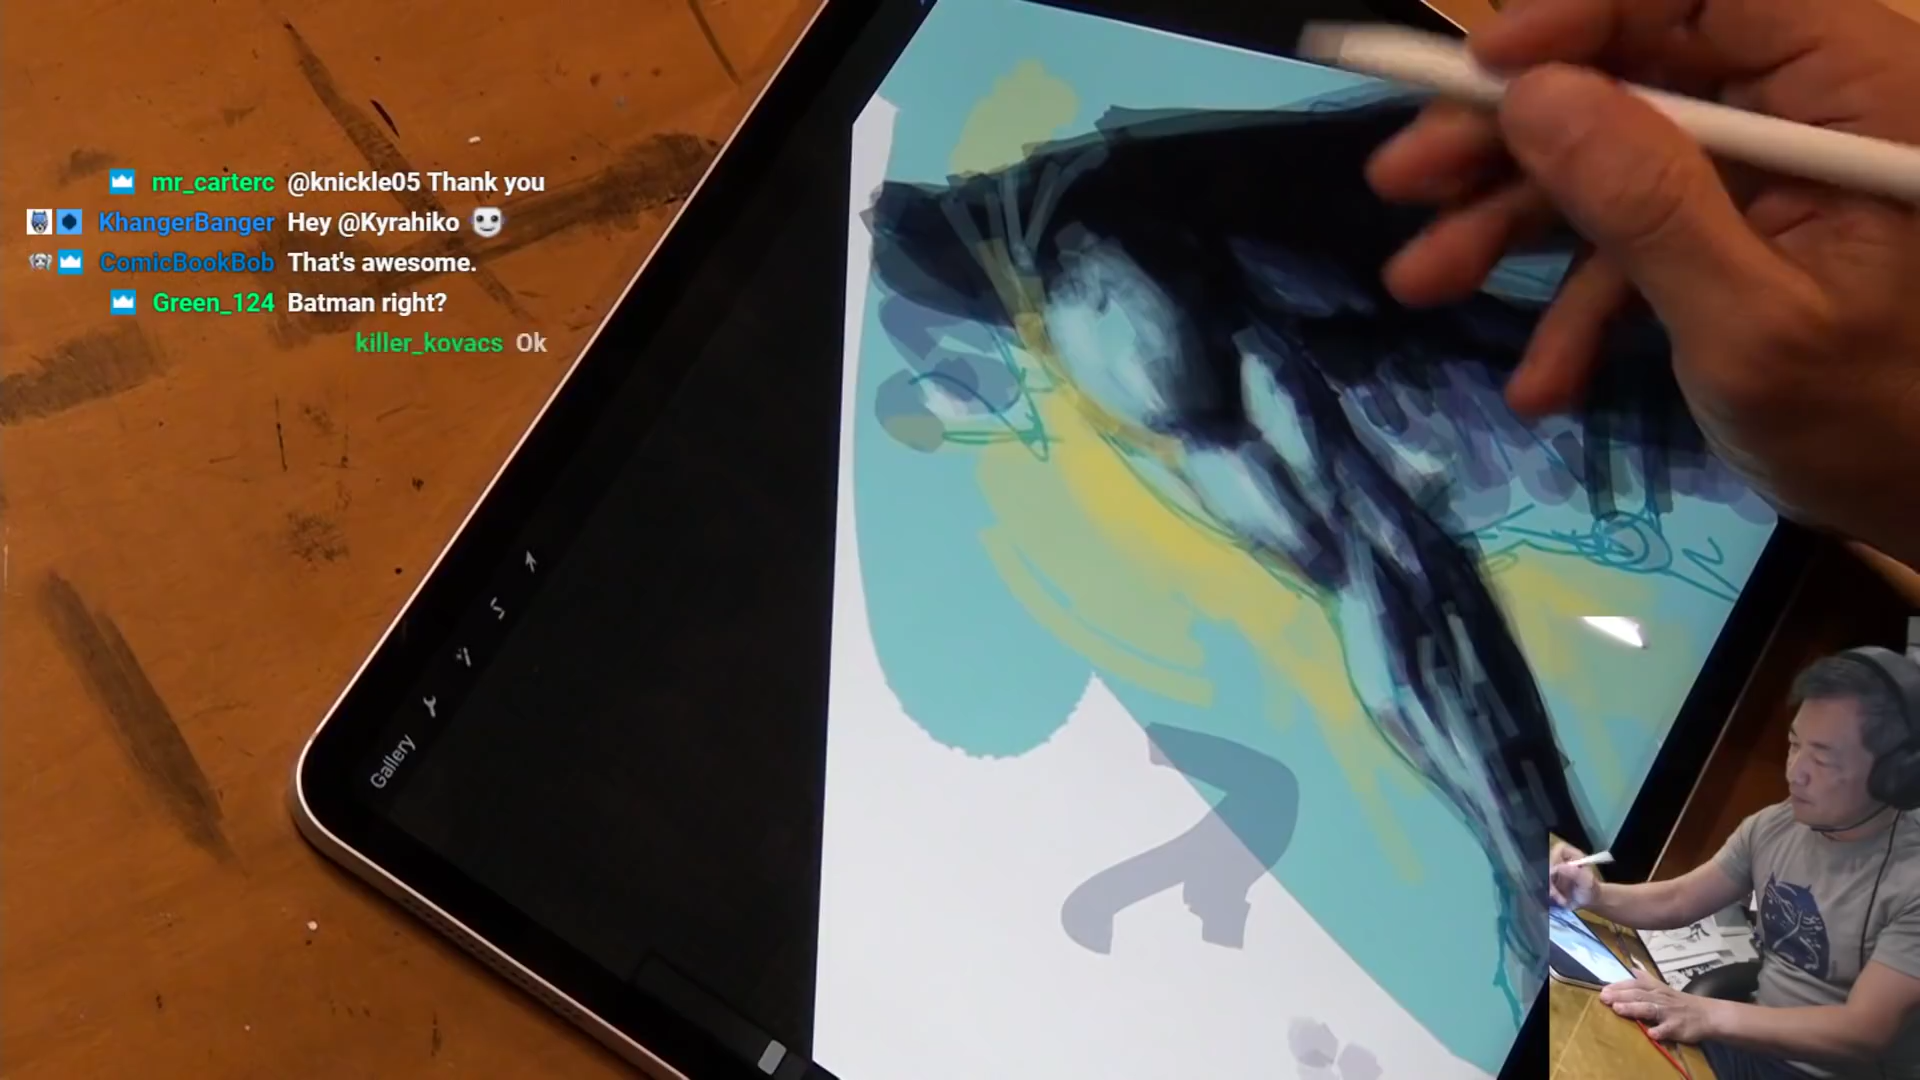 mr_carterc @knickle05 Thank you
KhangerBanger Hey @Kyrahiko
ComicBookBob That's awesome.
Green_124 Batman right?
killer_kovacs Ok
Gallery